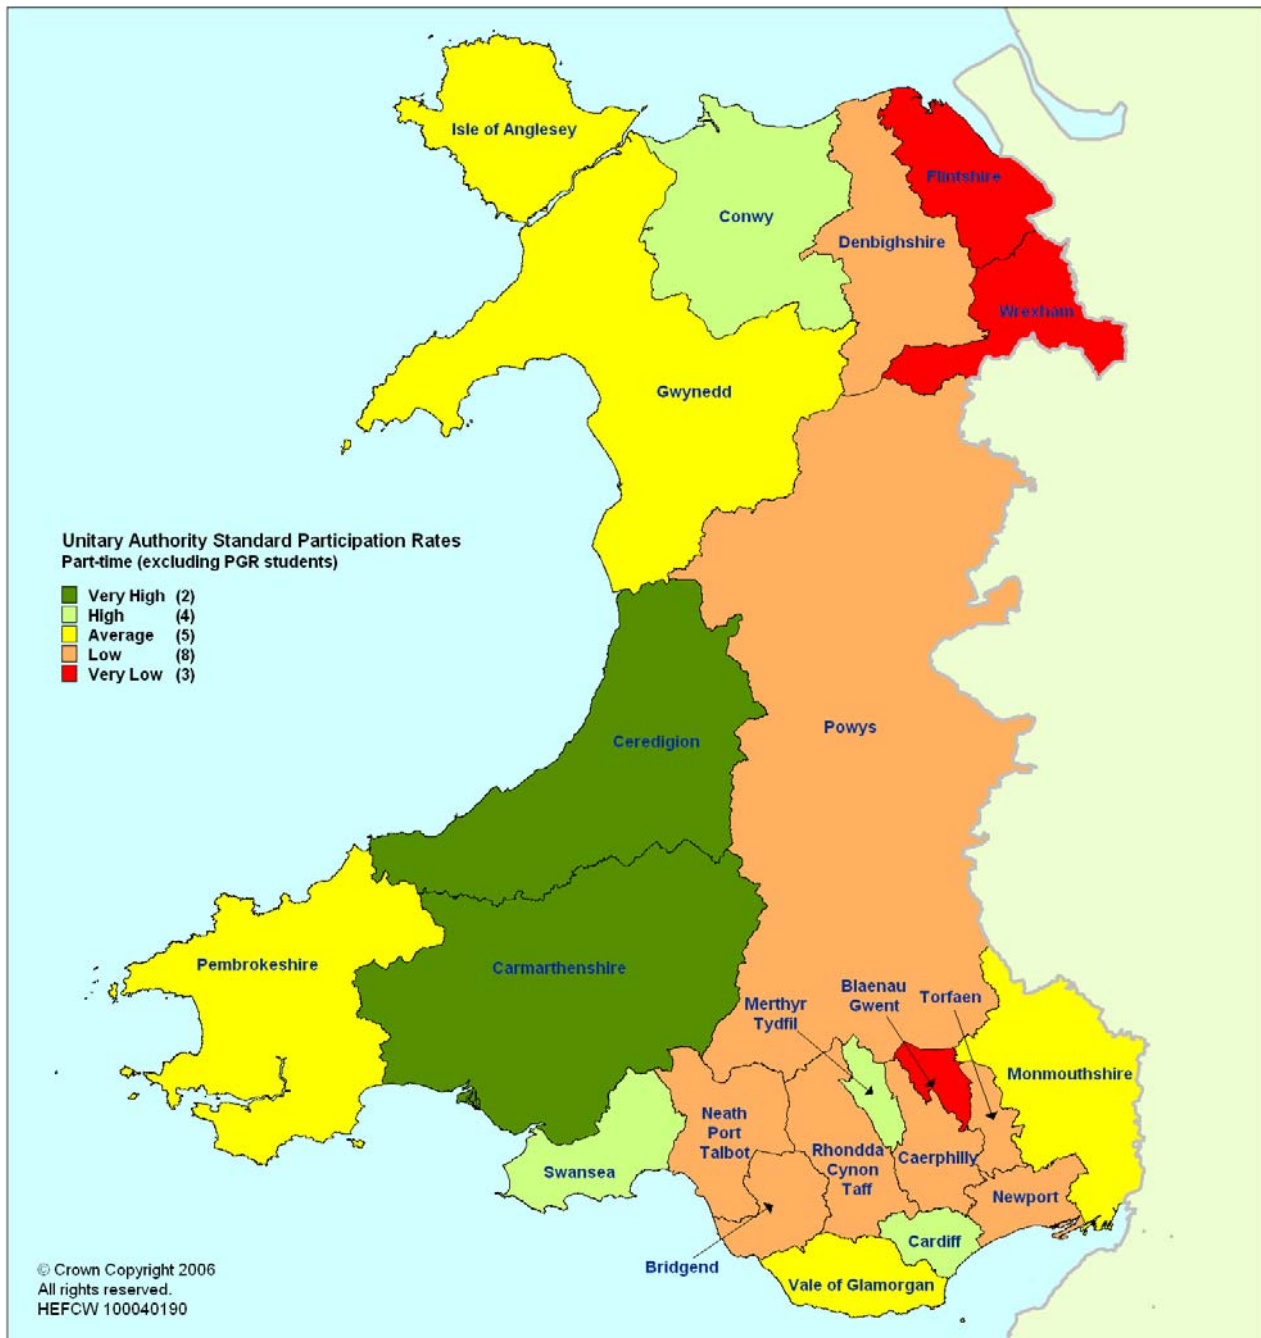 Isle of Anglesey
Flintshire
Conwy
Denbighshire
Wrexham
Gwynedd
Unitary Authority Standard Participation Rates
Part-time (excluding PGR students)
Very High (2)
High (4)
Average (5)
Low (8)
Very Low (3)
Powys
Ceredigion
Pembrokeshire
Carmarthenshire
Merthyr
Tydfil
Blaenau
Gwent
Torfaen
Monmouthshire
Neath
Port
Talbot
Rhondda
Cynon
Taff
Caerphilly
Swansea
Newport
Cardiff
Bridgend
Vale of Glamorgan
© Crown Copyright 2006
All rights reserved.
HEFCW 100040190